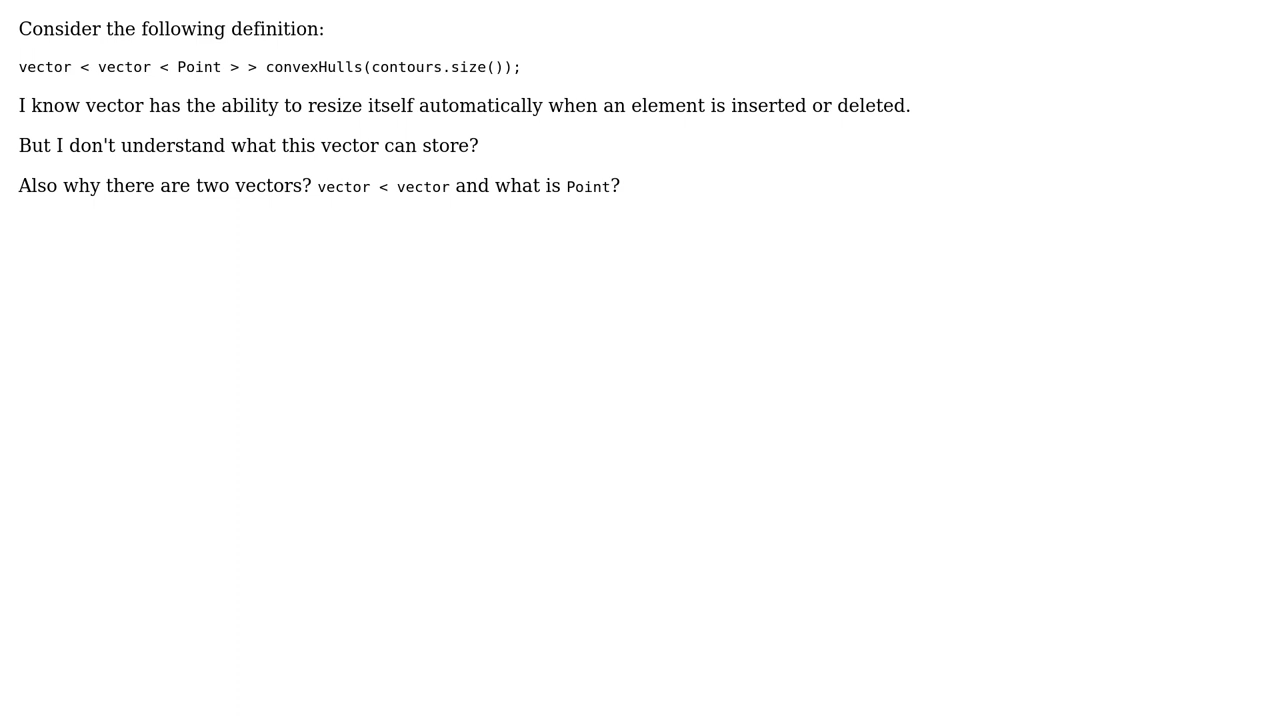 Consider the following definition:
vector < vector < Point > > convexHulls(contours.size());
I know vector has the ability to resize itself automatically when an element is inserted or deleted.
But I don't understand what this vector can store?
Also why there are two vectors? vector < vector and what is Point?